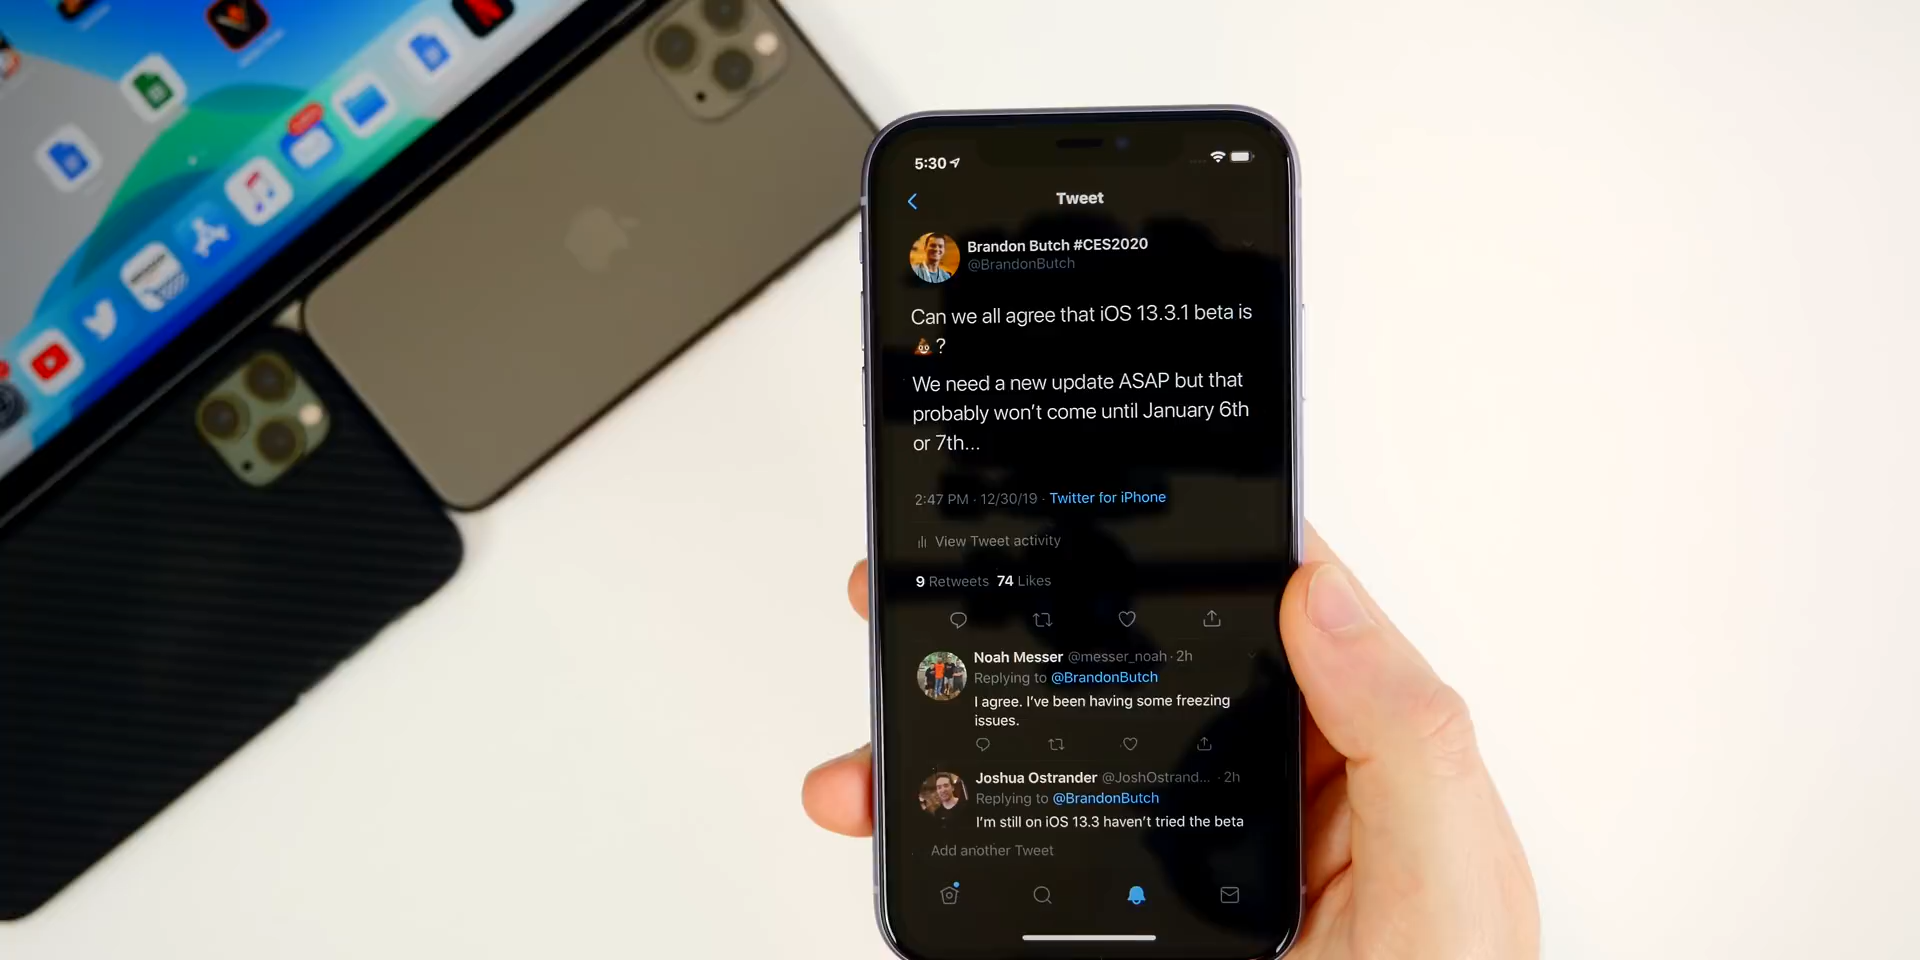 5:30
Tweet
Brandon Butch #CES2020
@BrandonButch
Can we all agree that iOS 13.3.1 beta is
💩?
We need a new update ASAP but that
probably won't come until January 6th
or 7th...
2:47 PM · 12/30/19 · Twitter for iPhone
View Tweet activity
9 Retweets 74 Likes
Noah Messer @messer_noah · 2h
Replying to @BrandonButch
I agree. I've been having some freezing
issues.
Joshua Ostrander @JoshOstrand... · 2h
Replying to @BrandonButch
I'm still on iOS 13.3 haven't tried the beta
Add another Tweet